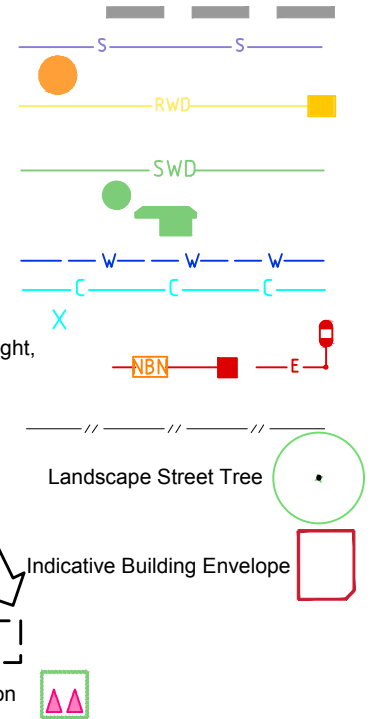 S S
RWD
SWD
W W W
C C C
X
ght,
NBN E
// // //
Landscape Street Tree
Indicative Building Envelope
on